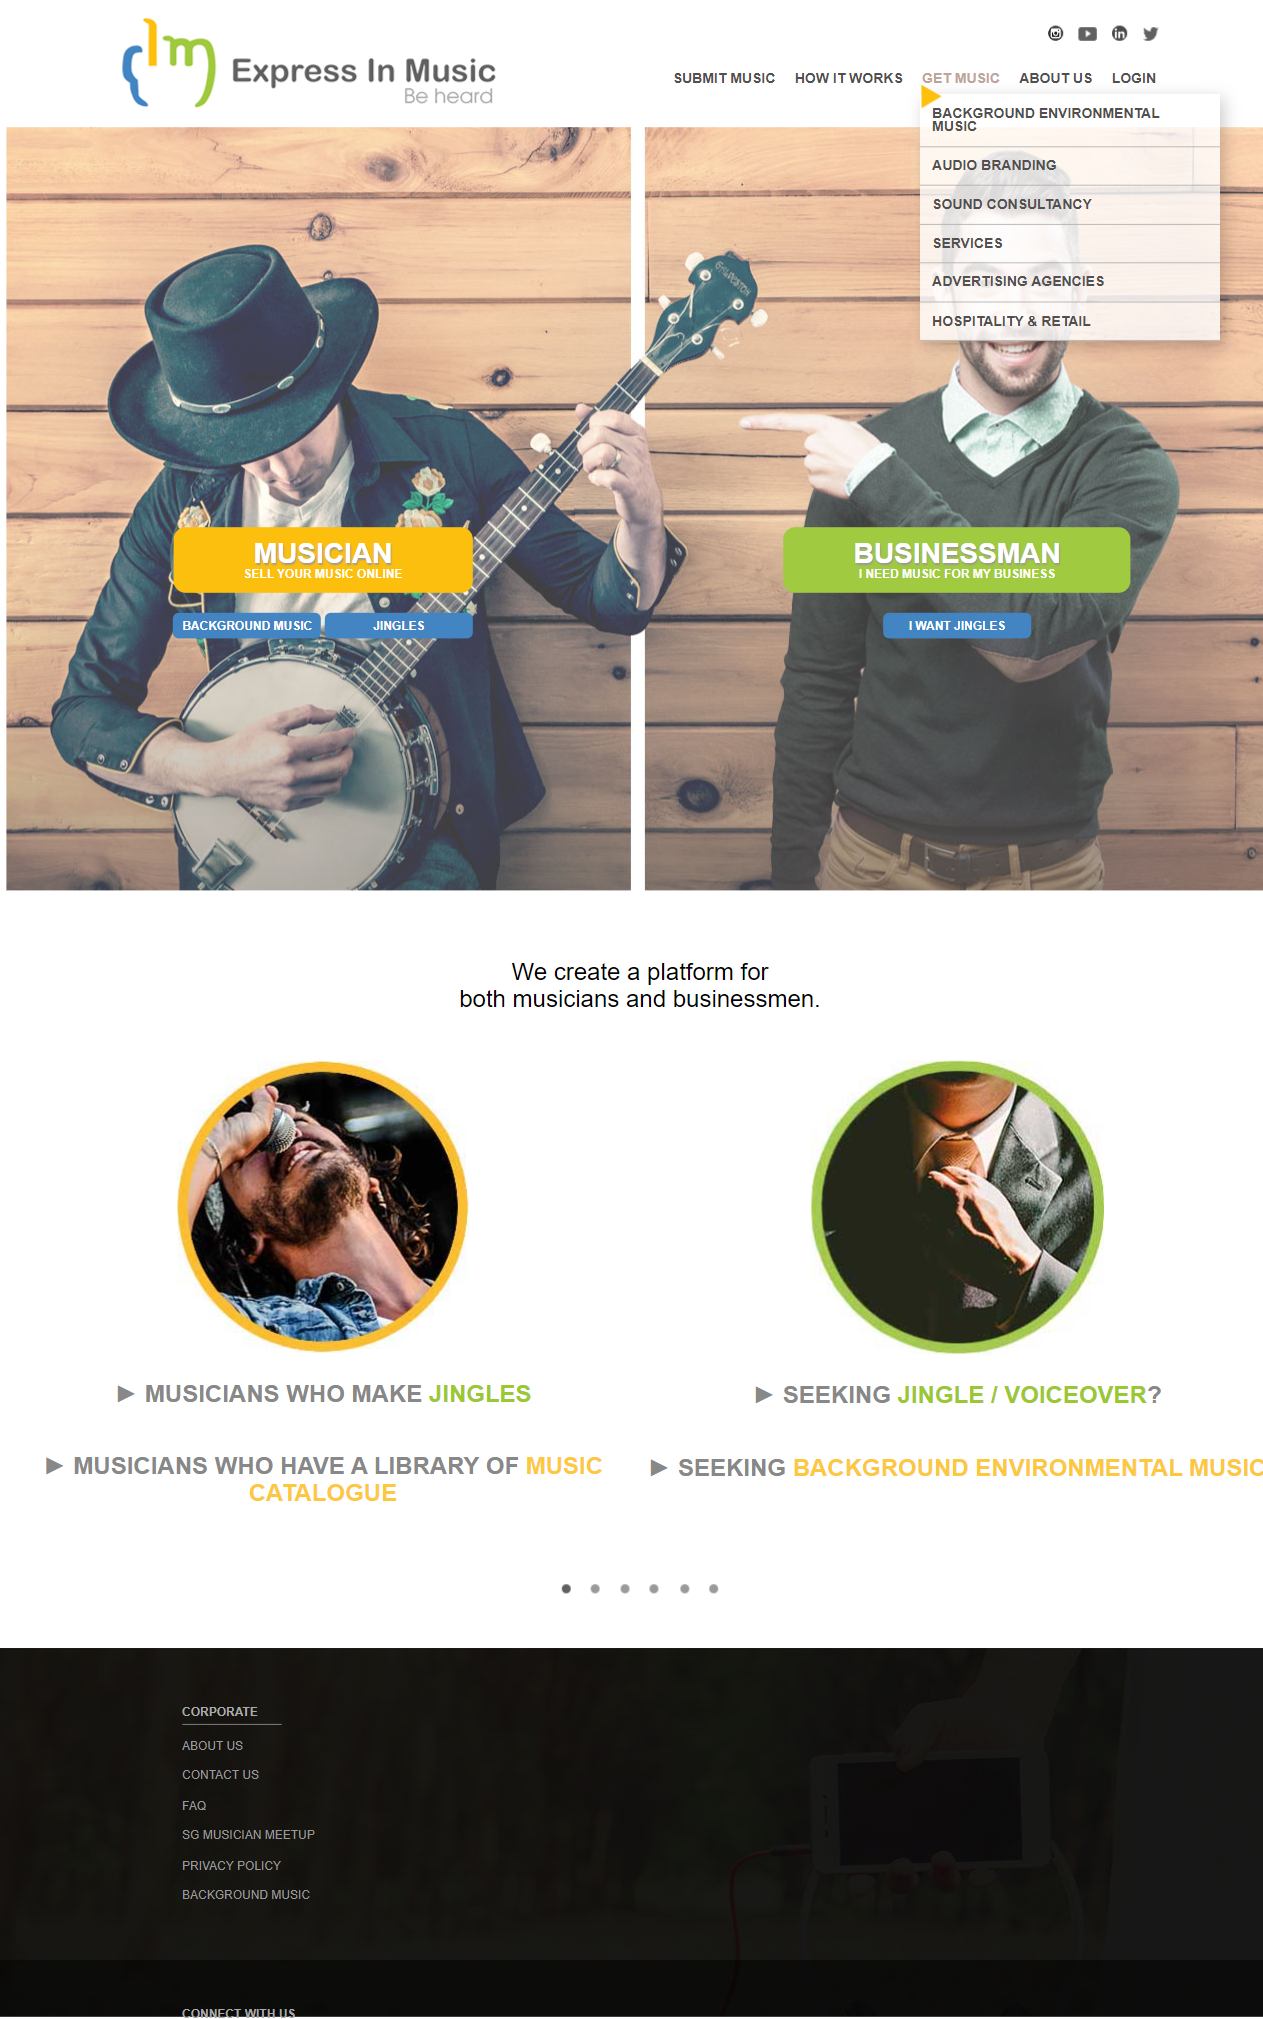 Express In Music
Be heard
SUBMIT MUSIC
HOW IT WORKS
GET MUSIC
ABOUT US
LOGIN
BACKGROUND ENVIRONMENTAL
MUSIC
AUDIO BRANDING
SOUND CONSULTANCY
SERVICES
ADVERTISING AGENCIES
HOSPITALITY & RETAIL
MUSICIAN
SELL YOUR MUSIC ONLINE
BACKGROUND MUSIC
JINGLES
BUSINESSMAN
I NEED MUSIC FOR MY BUSINESS
I WANT JINGLES
We create a platform for
both musicians and businessmen.
► MUSICIANS WHO MAKE JINGLES
► MUSICIANS WHO HAVE A LIBRARY OF MUSIC
CATALOGUE
► SEEKING JINGLE / VOICEOVER?
► SEEKING BACKGROUND ENVIRONMENTAL MUSIC
CORPORATE
ABOUT US
CONTACT US
FAQ
SG MUSICIAN MEETUP
PRIVACY POLICY
BACKGROUND MUSIC
CONNECT WITH US